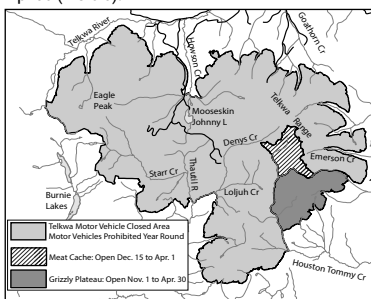 Telkwa River
Howson Cr
Goathorn Cr
Eagle
Peak
Mooseskin
Johnny L
Telkwa Range
Denys Cr
Emerson Cr
Starr Cr
Thautil R
Loljuh Cr
Burnie
Lakes
Telkwa Motor Vehicle Closed Area
Motor Vehicles Prohibited Year Round
Meat Cache: Open Dec. 15 to Apr. 1
Grizzly Plateau: Open Nov. 1 to Apr. 30
Houston Tommy Cr